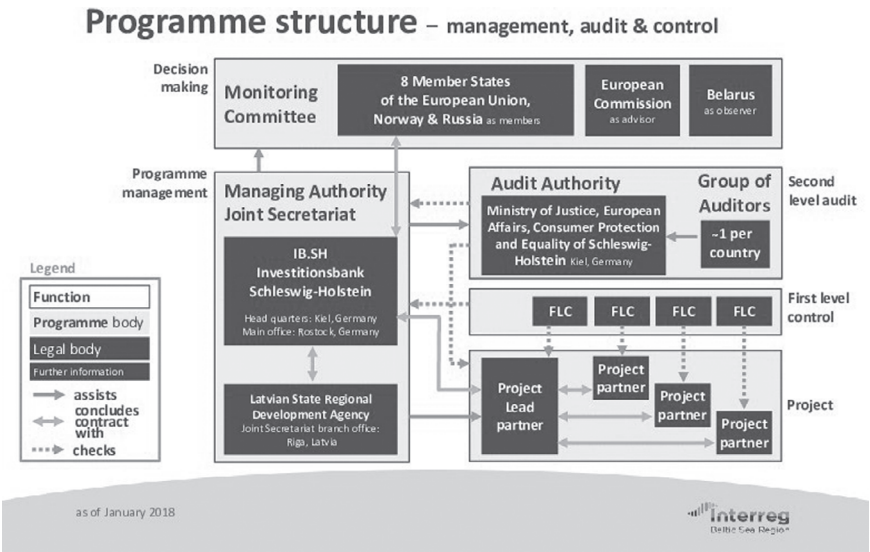 Programme structure – management, audit & control
Decision
making
Monitoring
Committee
8 Member States
of the European Union,
Norway & Russia as members
European
Commission
as advisor
Belarus
as observer
Programme
management
Managing Authority
Joint Secretariat
IB.SH
Investitionsbank
Schleswig-Holstein
Head quarters: Kiel, Germany
Main office: Rostock, Germany
Latvian State Regional
Development Agency
Joint Secretariat branch office:
Riga, Latvia
Audit Authority
Ministry of Justice, European
Affairs, Consumer Protection
and Equality of Schleswig-
Holstein Kiel, Germany
Group of
Auditors
~1 per
country
Second
level audit
FLC
FLC
FLC
FLC
First level
control
Project
Lead
partner
Project
partner
Project
partner
Project
partner
Project
Legend
Function
Programme body
Legal body
Further information
assists
concludes
contract
with
checks
as of January 2018
Interreg
Baltic Sea Region